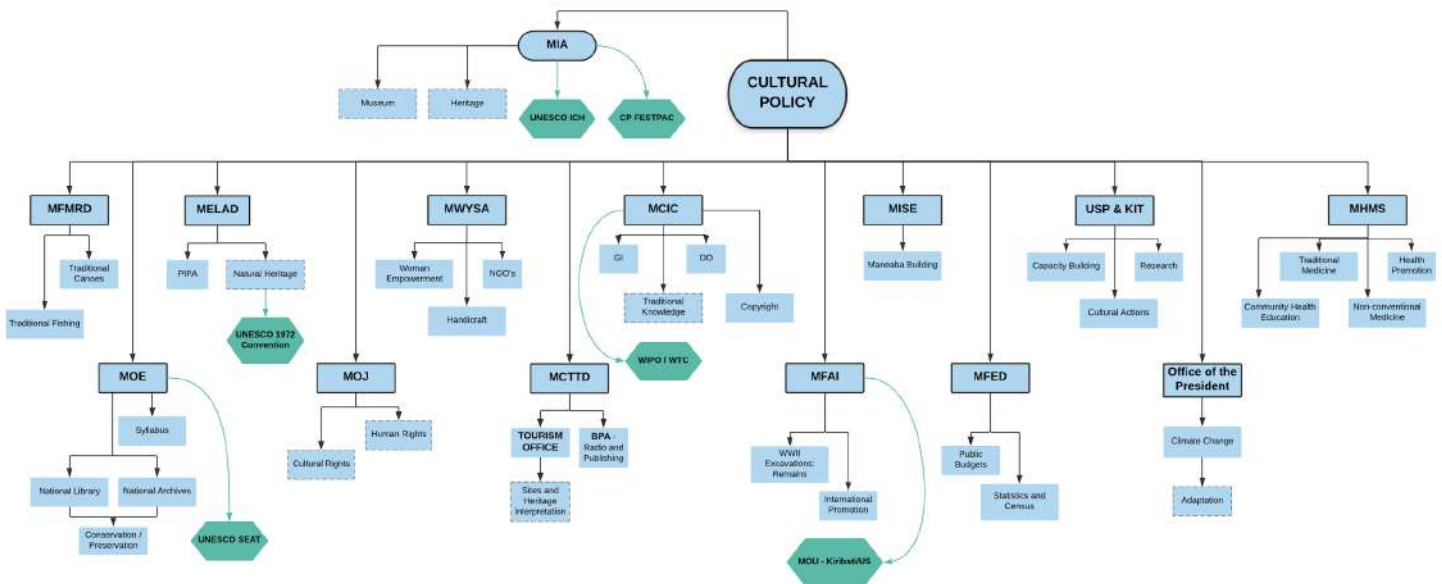 MIA
CULTURAL
POLICY
Museum
Heritage
UNESCO ICH
CP FESTPAC
MFMRD
MELAD
MWYSA
MCIC
MISE
USP & KIT
MHMS
Traditional
Canoes
Traditional Fishing
PIPA
Natural Heritage
UNESCO 1972
Convention
Woman
Empowerment
NGO's
Handicraft
GI
DO
Traditional
Knowledge
Copyright
WIPO / WTC
Maneaba Building
Capacity Building
Research
Cultural Actions
Traditional
Medicine
Health
Promotion
Community Health
Education
Non-conventional
Medicine
MOE
MOJ
MCTTD
MFAI
MFED
Office of the
President
Syllabus
National Library
National Archives
Conservation /
Preservation
UNESCO SEAT
Human Rights
Cultural Rights
TOURISM
OFFICE
BPA -
Radio and
Publishing
Sites and
Heritage
Interpretation
WWII
Excavations:
Remains
International
Promotion
MOU - Kiribati/US
Public
Budgets
Statistics and
Census
Climate Change
Adaptation